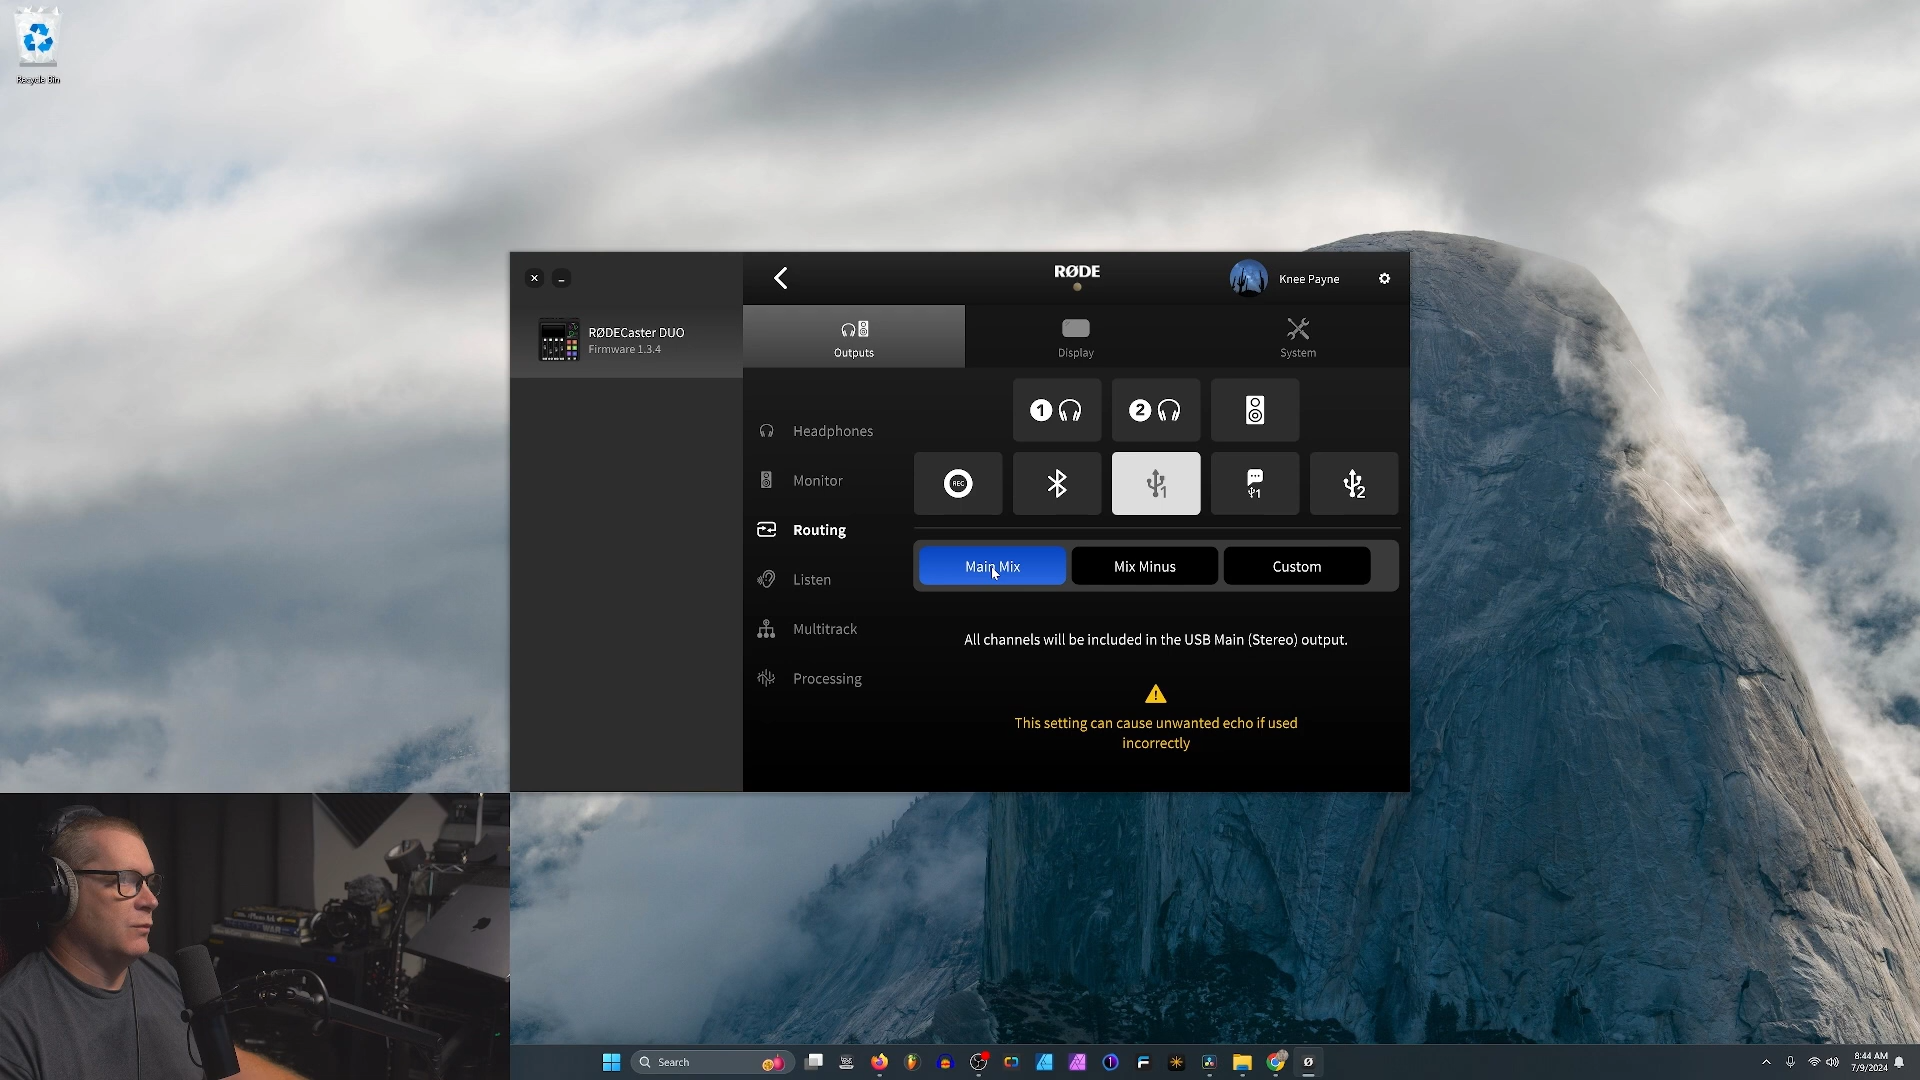 Recycle Bin
RØDE
Knee Payne
RØDECaster DUO
Firmware 1.3.4
Outputs
Display
System
1
2
Headphones
Monitor
REC
1
1
2
Routing
Main Mix
Mix Minus
Custom
Listen
Multitrack
All channels will be included in the USB Main (Stereo) output.
Processing
This setting can cause unwanted echo if used
incorrectly
Search
8:44 AM
7/9/2024